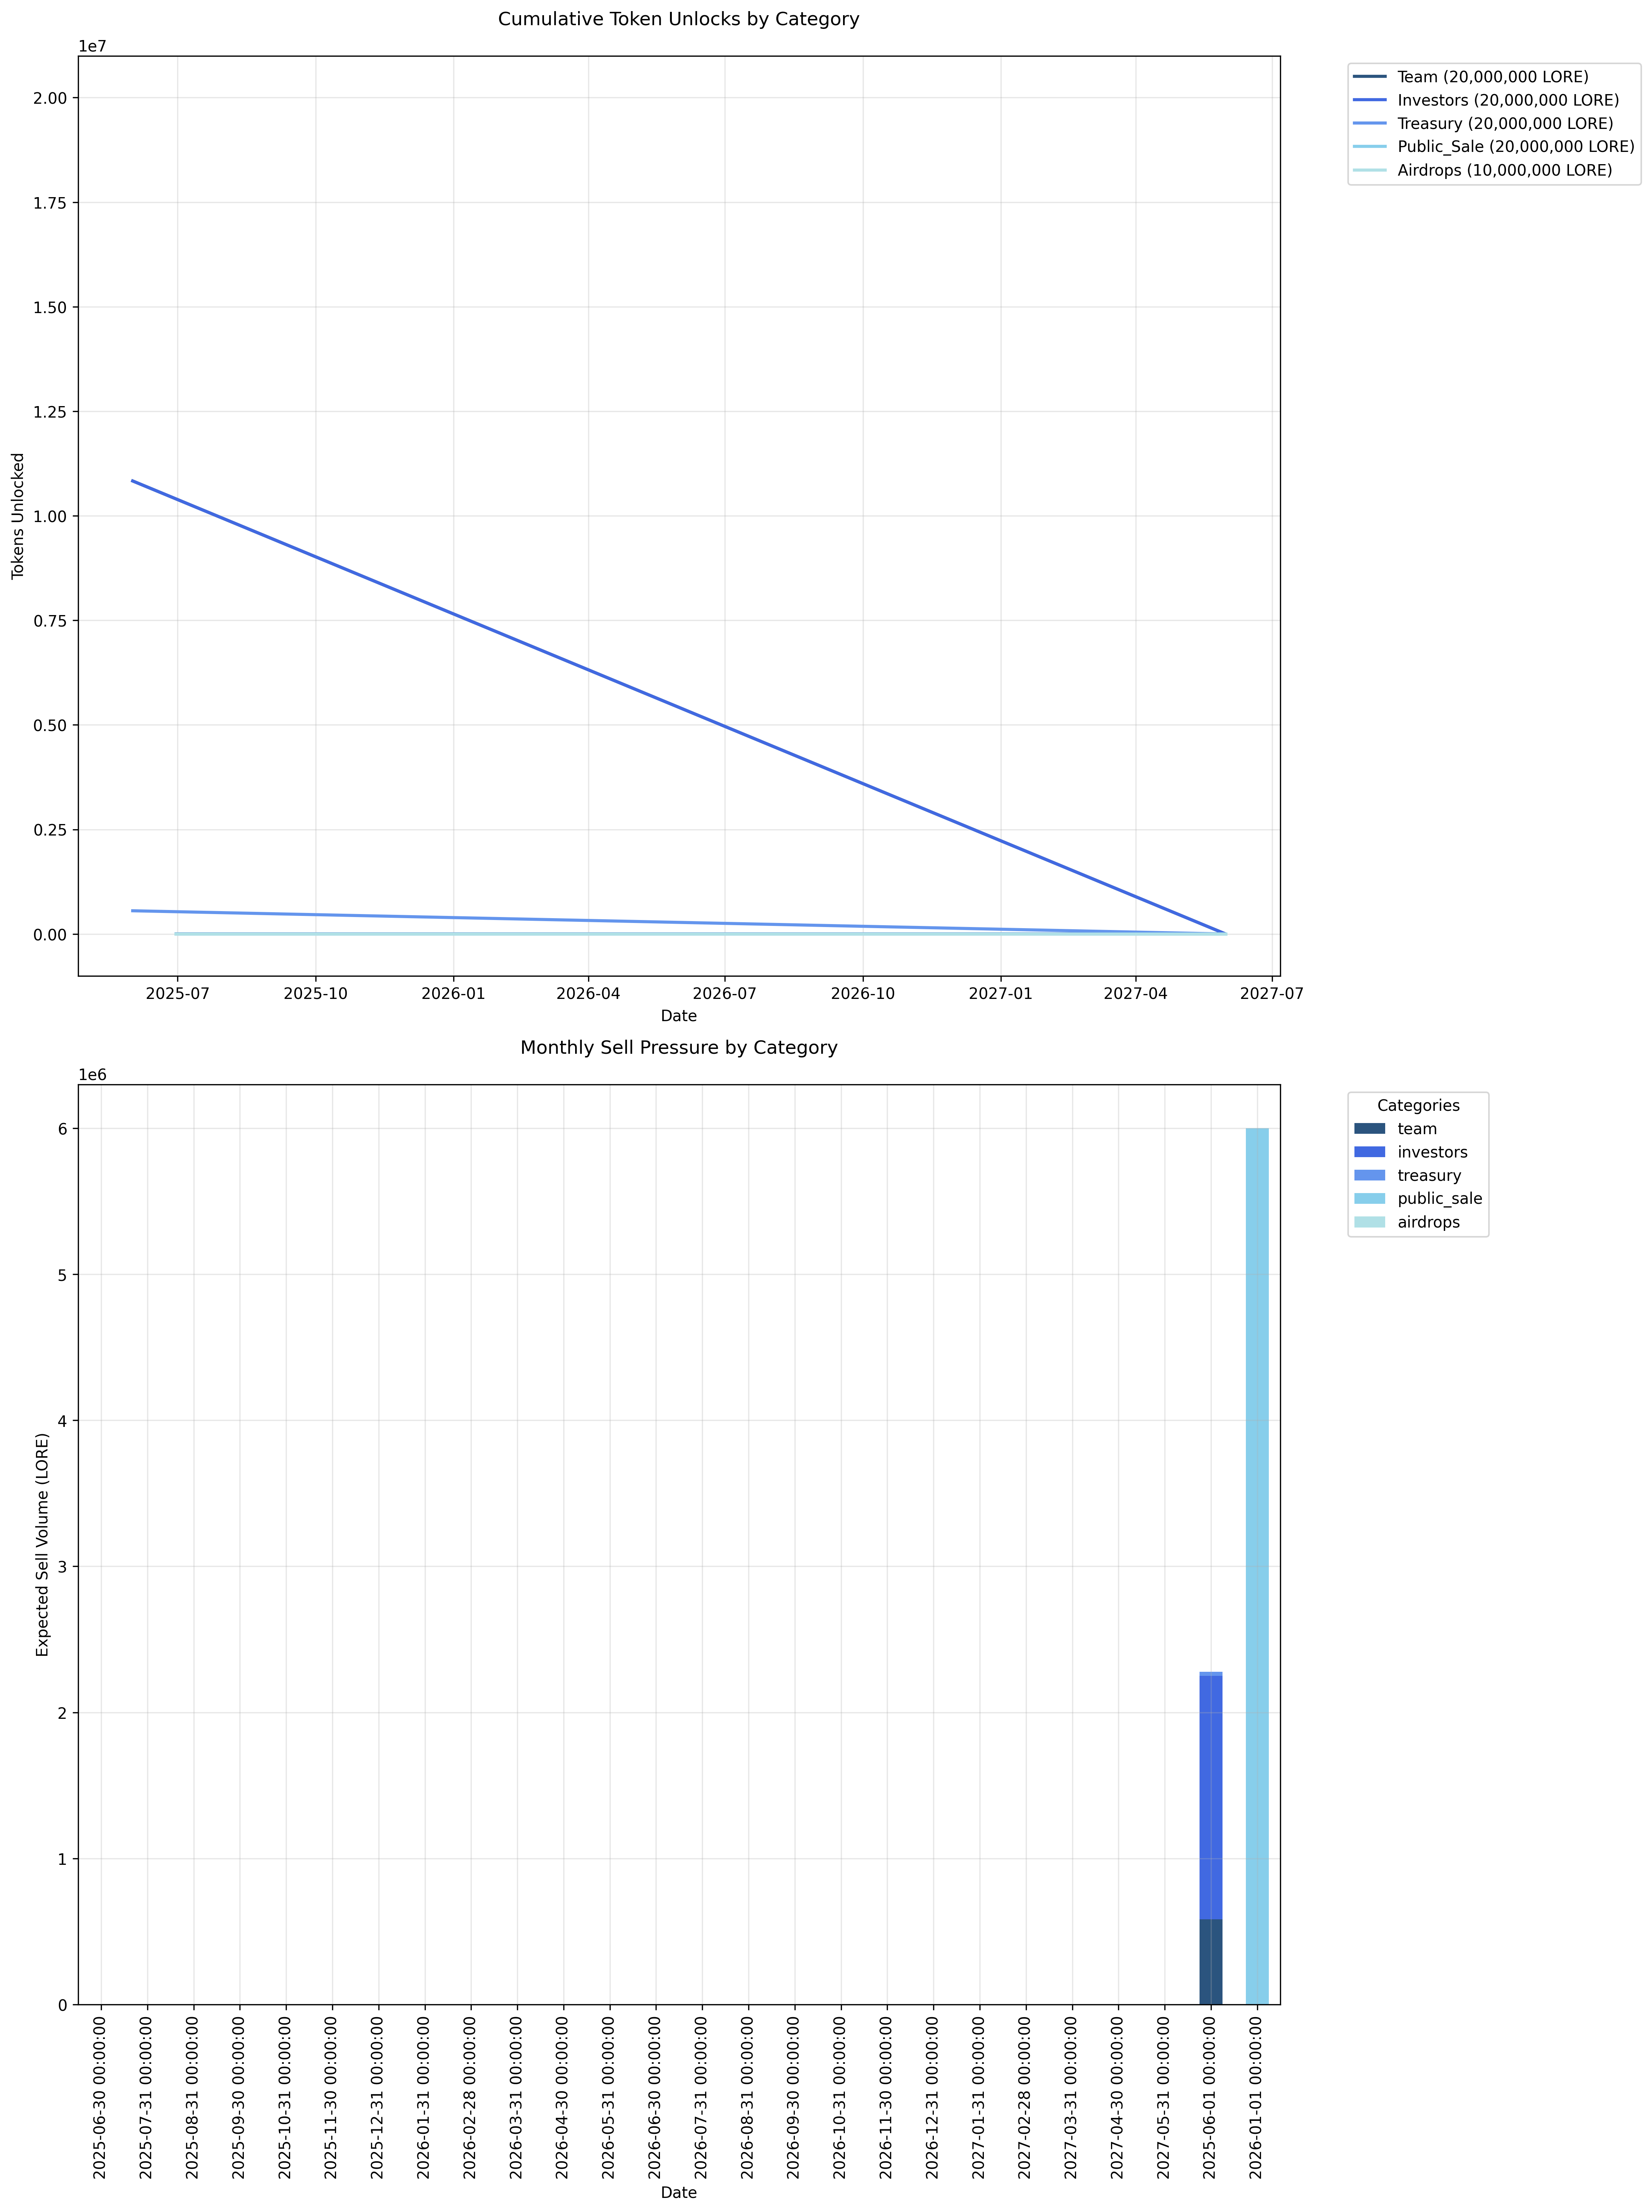 Cumulative Token Unlocks by Category
1e7
2.00
1.75
1.50
1.25
1.00
0.75
0.50
0.25
0.00
Tokens Unlocked
2025-07
2025-10
2026-01
2026-04
2026-07
2026-10
2027-01
2027-04
2027-07
Date
Team (20,000,000 LORE)
Investors (20,000,000 LORE)
Treasury (20,000,000 LORE)
Public_Sale (20,000,000 LORE)
Airdrops (10,000,000 LORE)
Monthly Sell Pressure by Category
1e6
6
5
4
3
2
1
0
Expected Sell Volume (LORE)
2025-06-30 00:00:00
2025-07-31 00:00:00
2025-08-31 00:00:00
2025-09-30 00:00:00
2025-10-31 00:00:00
2025-11-30 00:00:00
2025-12-31 00:00:00
2026-01-31 00:00:00
2026-02-28 00:00:00
2026-03-31 00:00:00
2026-04-30 00:00:00
2026-05-31 00:00:00
2026-06-30 00:00:00
2026-07-31 00:00:00
2026-08-31 00:00:00
2026-09-30 00:00:00
2026-10-31 00:00:00
2026-11-30 00:00:00
2026-12-31 00:00:00
2027-01-31 00:00:00
2027-02-28 00:00:00
2027-03-31 00:00:00
2027-04-30 00:00:00
2027-05-31 00:00:00
2025-06-01 00:00:00
2026-01-01 00:00:00
Date
Categories
team
investors
treasury
public_sale
airdrops